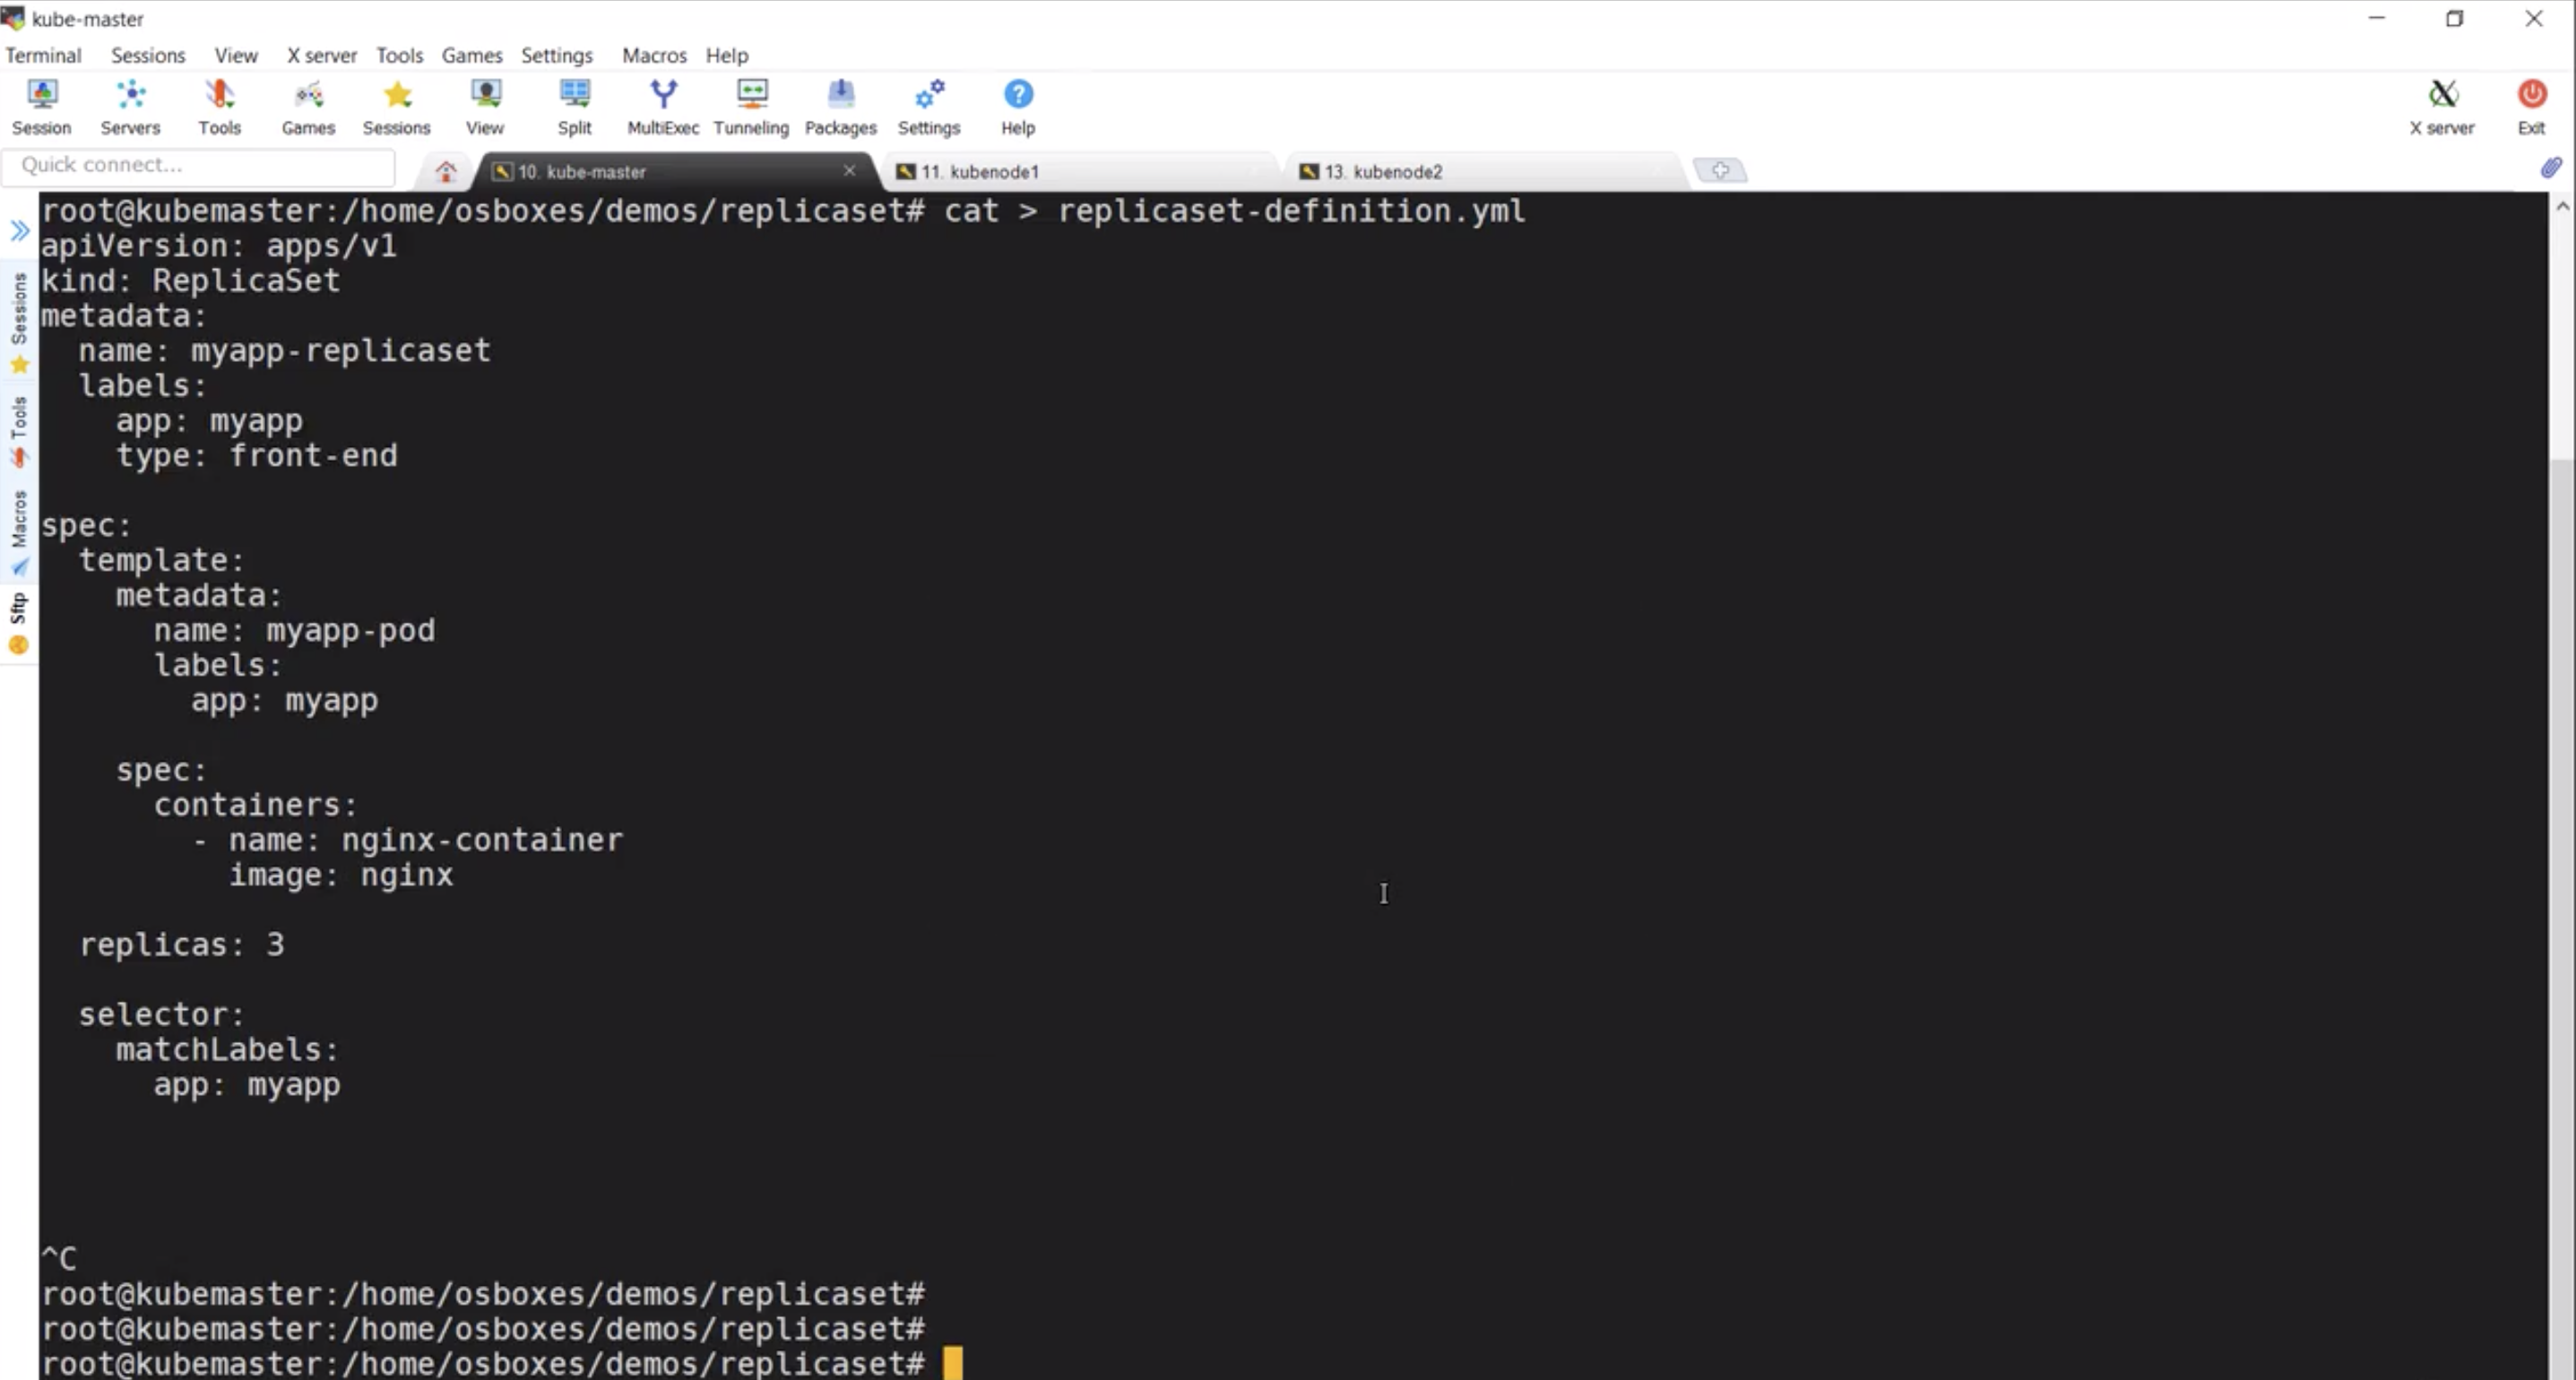 kube-master
Terminal Sessions View X server Tools Games Settings Macros Help
Session Servers Tools Games Sessions View Split MultiExec Tunneling Packages Settings Help X server Exit
Quick connect... 10. kube-master 11. kubenode1 13. kubenode2
Sessions
Tools
Macros
Sftp
root@kubemaster:/home/osboxes/demos/replicaset# cat > replicaset-definition.yml
apiVersion: apps/v1
kind: ReplicaSet
metadata:
  name: myapp-replicaset
  labels:
    app: myapp
    type: front-end
spec:
  template:
    metadata:
      name: myapp-pod
      labels:
        app: myapp
    spec:
      containers:
        - name: nginx-container
          image: nginx
  replicas: 3
  selector:
    matchLabels:
      app: myapp
^C
root@kubemaster:/home/osboxes/demos/replicaset#
root@kubemaster:/home/osboxes/demos/replicaset#
root@kubemaster:/home/osboxes/demos/replicaset#